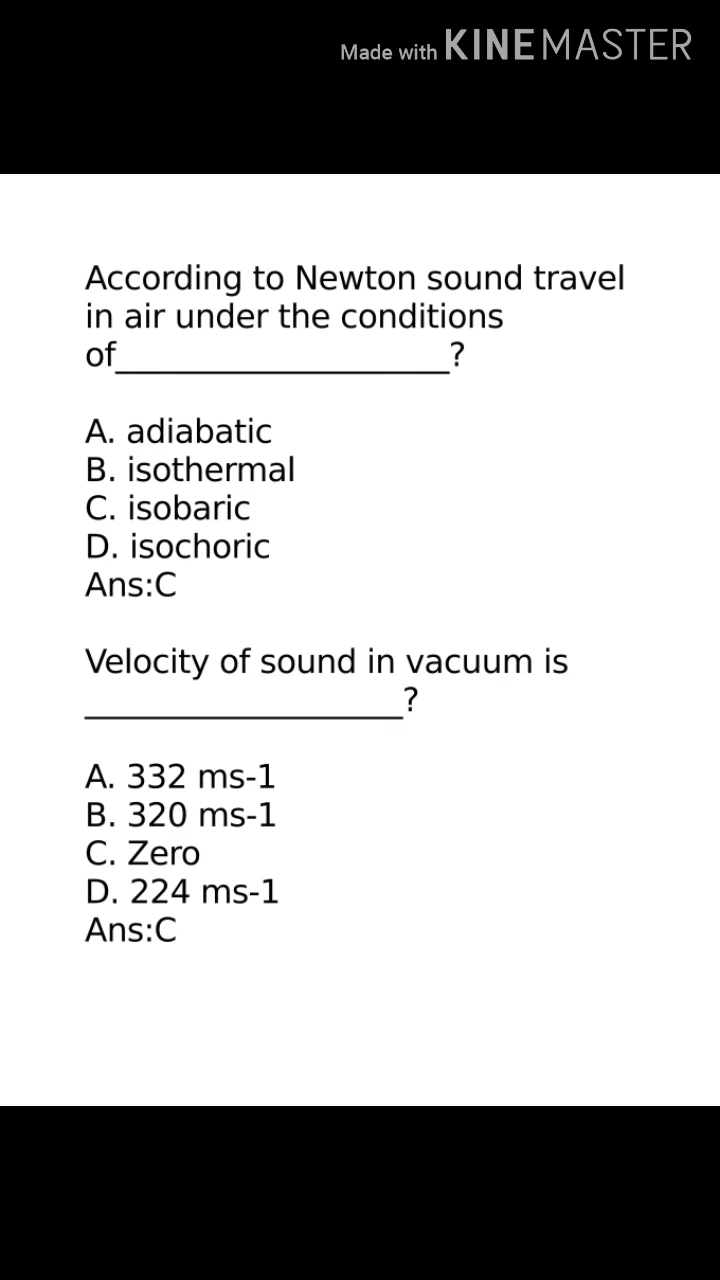 Made with KINEMASTER
According to Newton sound travel
in air under the conditions
of____________________?
A. adiabatic
B. isothermal
C. isobaric
D. isochoric
Ans:C
Velocity of sound in vacuum is
___________________?
A. 332 ms-1
B. 320 ms-1
C. Zero
D. 224 ms-1
Ans:C